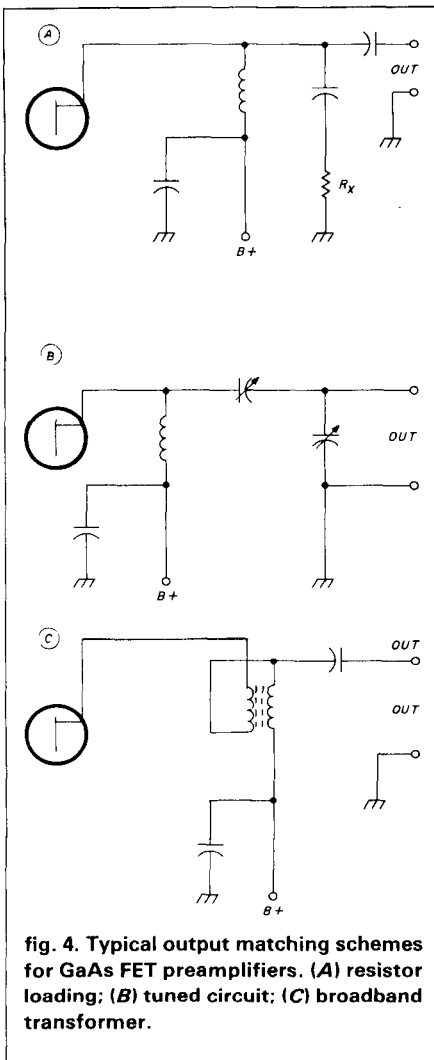 A
OUT
Rx
B+
B
OUT
B+
C
OUT
OUT
B+
fig. 4. Typical output matching schemes
for GaAs FET preamplifiers. (A) resistor
loading; (B) tuned circuit; (C) broadband
transformer.